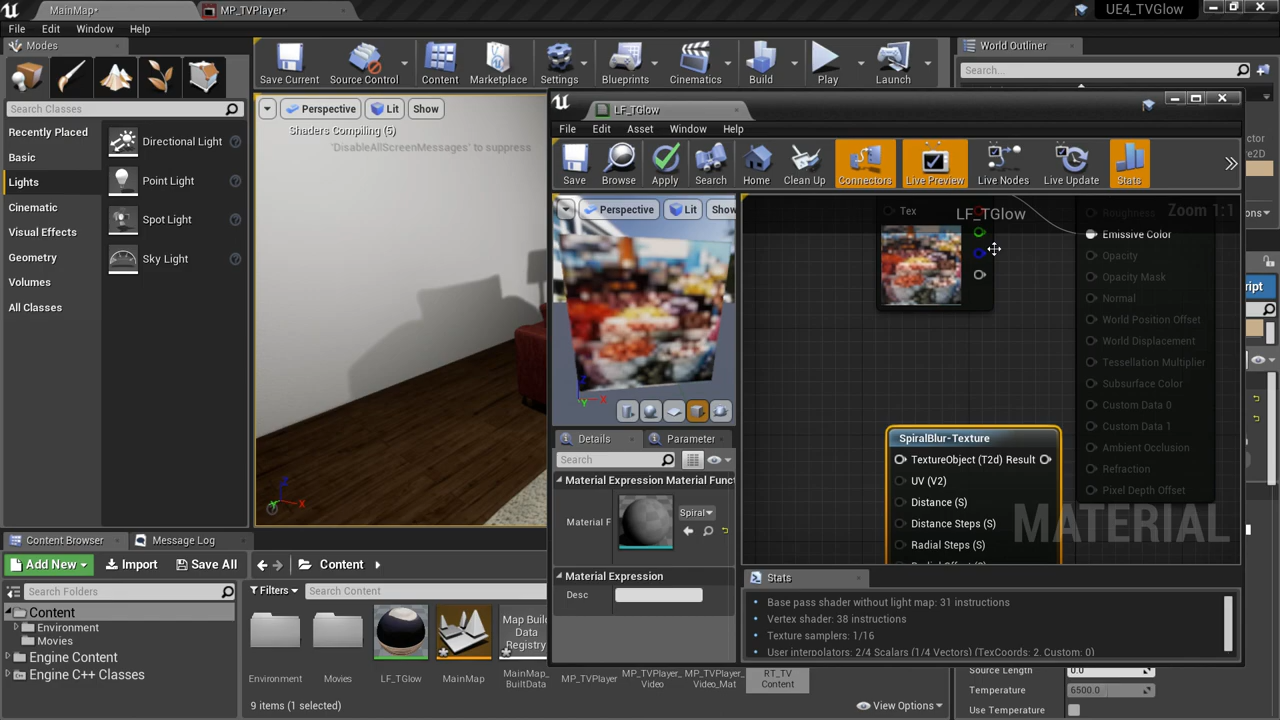 MainMap*
MP_TVPlayer*
UE4_TVGlow
File Edit Window Help
Modes
Search Classes
Recently Placed
Basic
Lights
Cinematic
Visual Effects
Geometry
Volumes
All Classes
Directional Light
Point Light
Spot Light
Sky Light
Save Current
Source Control
Content
Marketplace
Settings
Blueprints
Cinematics
Build
Play
Launch
World Outliner
Search...
Perspective
Lit
Show
Shaders Compiling (5)
'DisableAllScreenMessages' to suppress
Z
X
LF_TGlow
File Edit Asset Window Help
Save
Browse
Apply
Search
Home
Clean Up
Connectors
Live Preview
Live Nodes
Live Update
Stats
Perspective
Lit
Show
Z
Y
X
Details
Parameter
Search
Material Expression Material Funct
Material F
Spiral
Material Expression
Desc
LF_TGlow
Zoom 1:1
Tex
Roughness
Emissive Color
Opacity
Opacity Mask
Normal
World Position Offset
World Displacement
Tessellation Multiplier
Subsurface Color
Custom Data 0
Custom Data 1
Ambient Occlusion
Refraction
Pixel Depth Offset
SpiralBlur-Texture
TextureObject (T2d) Result
UV (V2)
Distance (S)
Distance Steps (S)
Radial Steps (S)
MATERIAL
Stats
Base pass shader without light map: 31 instructions
Vertex shader: 38 instructions
Texture samplers: 1/16
User interpolators: 2/4 Scalars (1/4 Vectors) (TexCoords: 2, Custom: 0)
Content Browser
Message Log
Add New
Import
Save All
Content
Search Folders
Filters
Search Content
Content
Environment
Movies
Engine Content
Engine C++ Classes
Map Build
Data
Registry
Environment
Movies
LF_TGlow
MainMap
MainMap_
BuiltData
MP_TVPlayer
MP_TVPlayer_
Video
MP_TVPlayer_
Video_Mat
RT_TV
Content
9 items (1 selected)
View Options
Source Length
0.0
Temperature
6500.0
Use Temperature